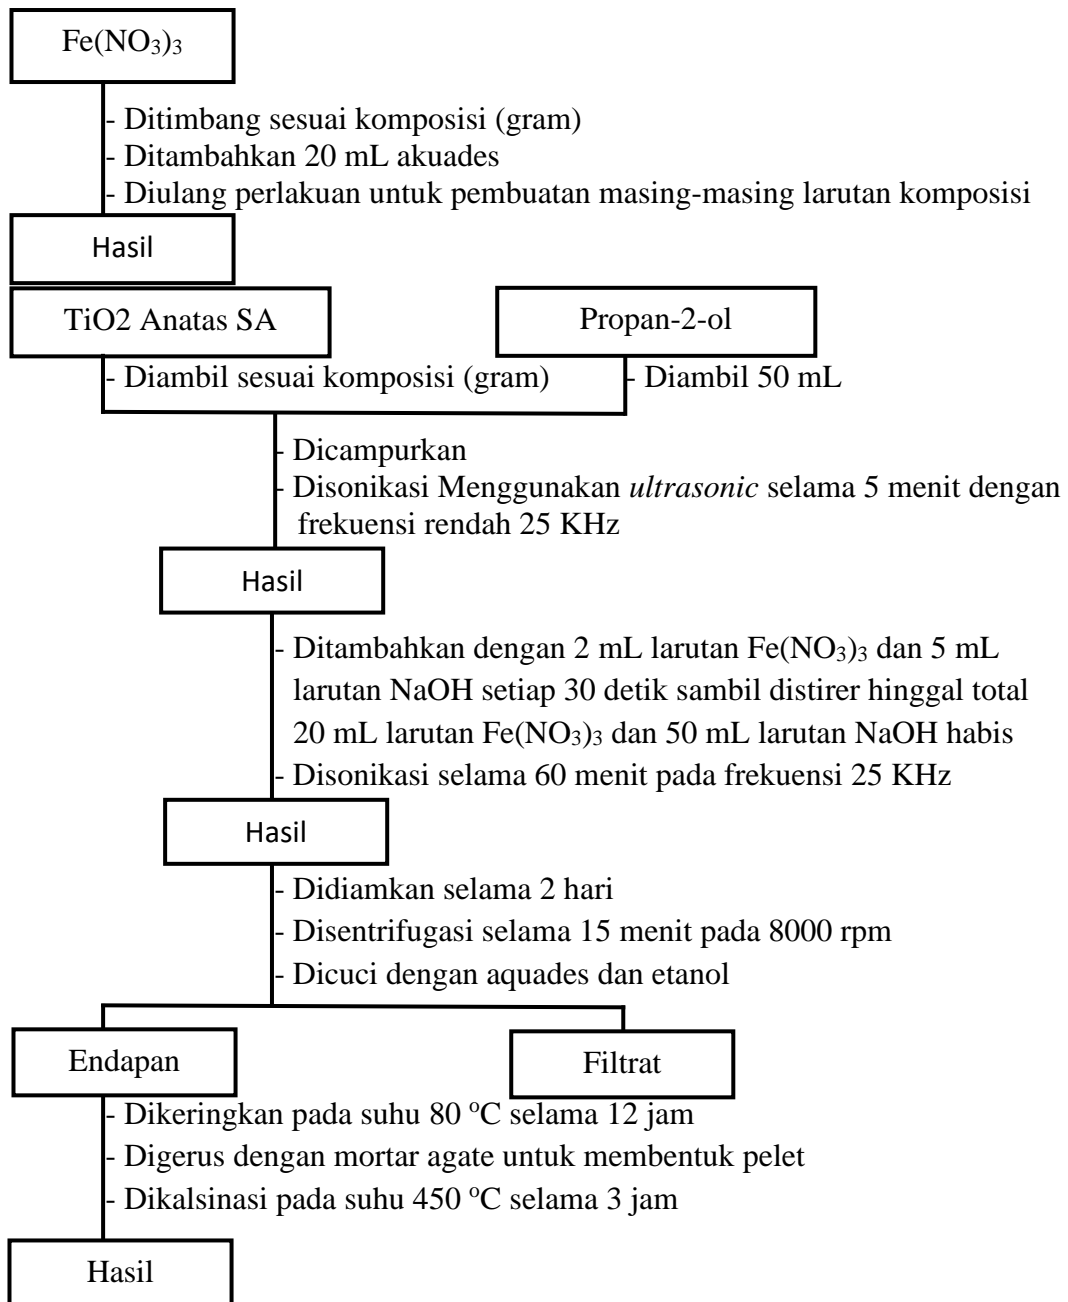 Fe(NO₃)₃
- Ditimbang sesuai komposisi (gram)
- Ditambahkan 20 mL akuades
- Diulang perlakuan untuk pembuatan masing-masing larutan komposisi
Hasil
TiO2 Anatas SA
Propan-2-ol
- Diambil sesuai komposisi (gram)
- Diambil 50 mL
- Dicampurkan
- Disonikasi Menggunakan ultrasonic selama 5 menit dengan
frekuensi rendah 25 KHz
Hasil
- Ditambahkan dengan 2 mL larutan Fe(NO₃)₃ dan 5 mL
larutan NaOH setiap 30 detik sambil distirer hinggal total
20 mL larutan Fe(NO₃)₃ dan 50 mL larutan NaOH habis
- Disonikasi selama 60 menit pada frekuensi 25 KHz
Hasil
- Didiamkan selama 2 hari
- Disentrifugasi selama 15 menit pada 8000 rpm
- Dicuci dengan aquades dan etanol
Endapan
Filtrat
- Dikeringkan pada suhu 80 ºC selama 12 jam
- Digerus dengan mortar agate untuk membentuk pelet
- Dikalsinasi pada suhu 450 ºC selama 3 jam
Hasil